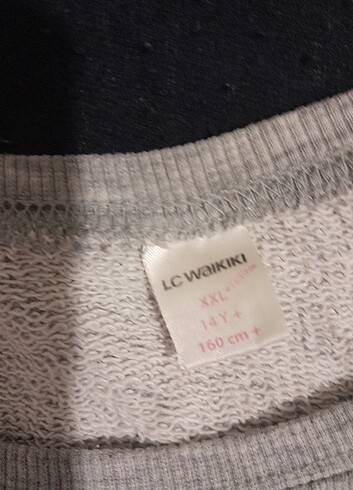 LC WAIKIKI
XXL
14 Y +
160 cm +